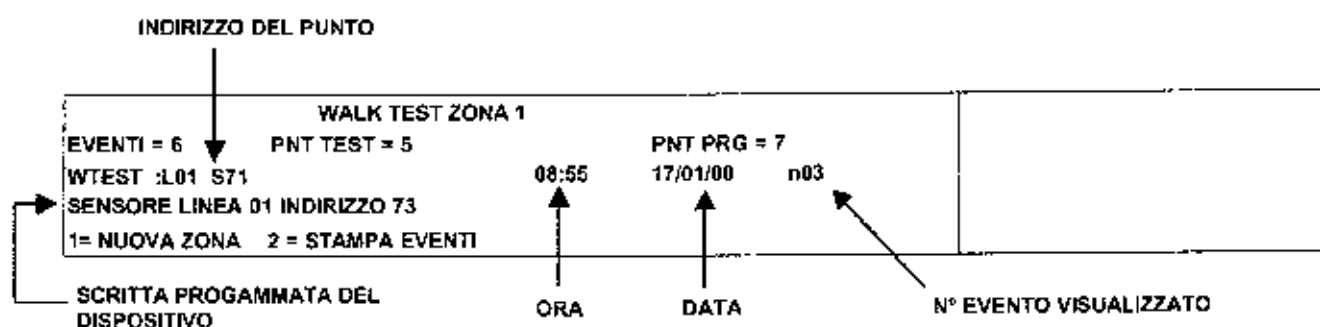 INDIRIZZO DEL PUNTO
WALK TEST ZONA 1
EVENTI = 6 PNT TEST = 5 PNT PRG = 7
WTEST :L01 S71 08:55 17/01/00 n03
SENSORE LINEA 01 INDIRIZZO 73
1= NUOVA ZONA 2 = STAMPA EVENTI
SCRITTA PROGAMMATA DEL
DISPOSITIVO
ORA DATA N° EVENTO VISUALIZZATO